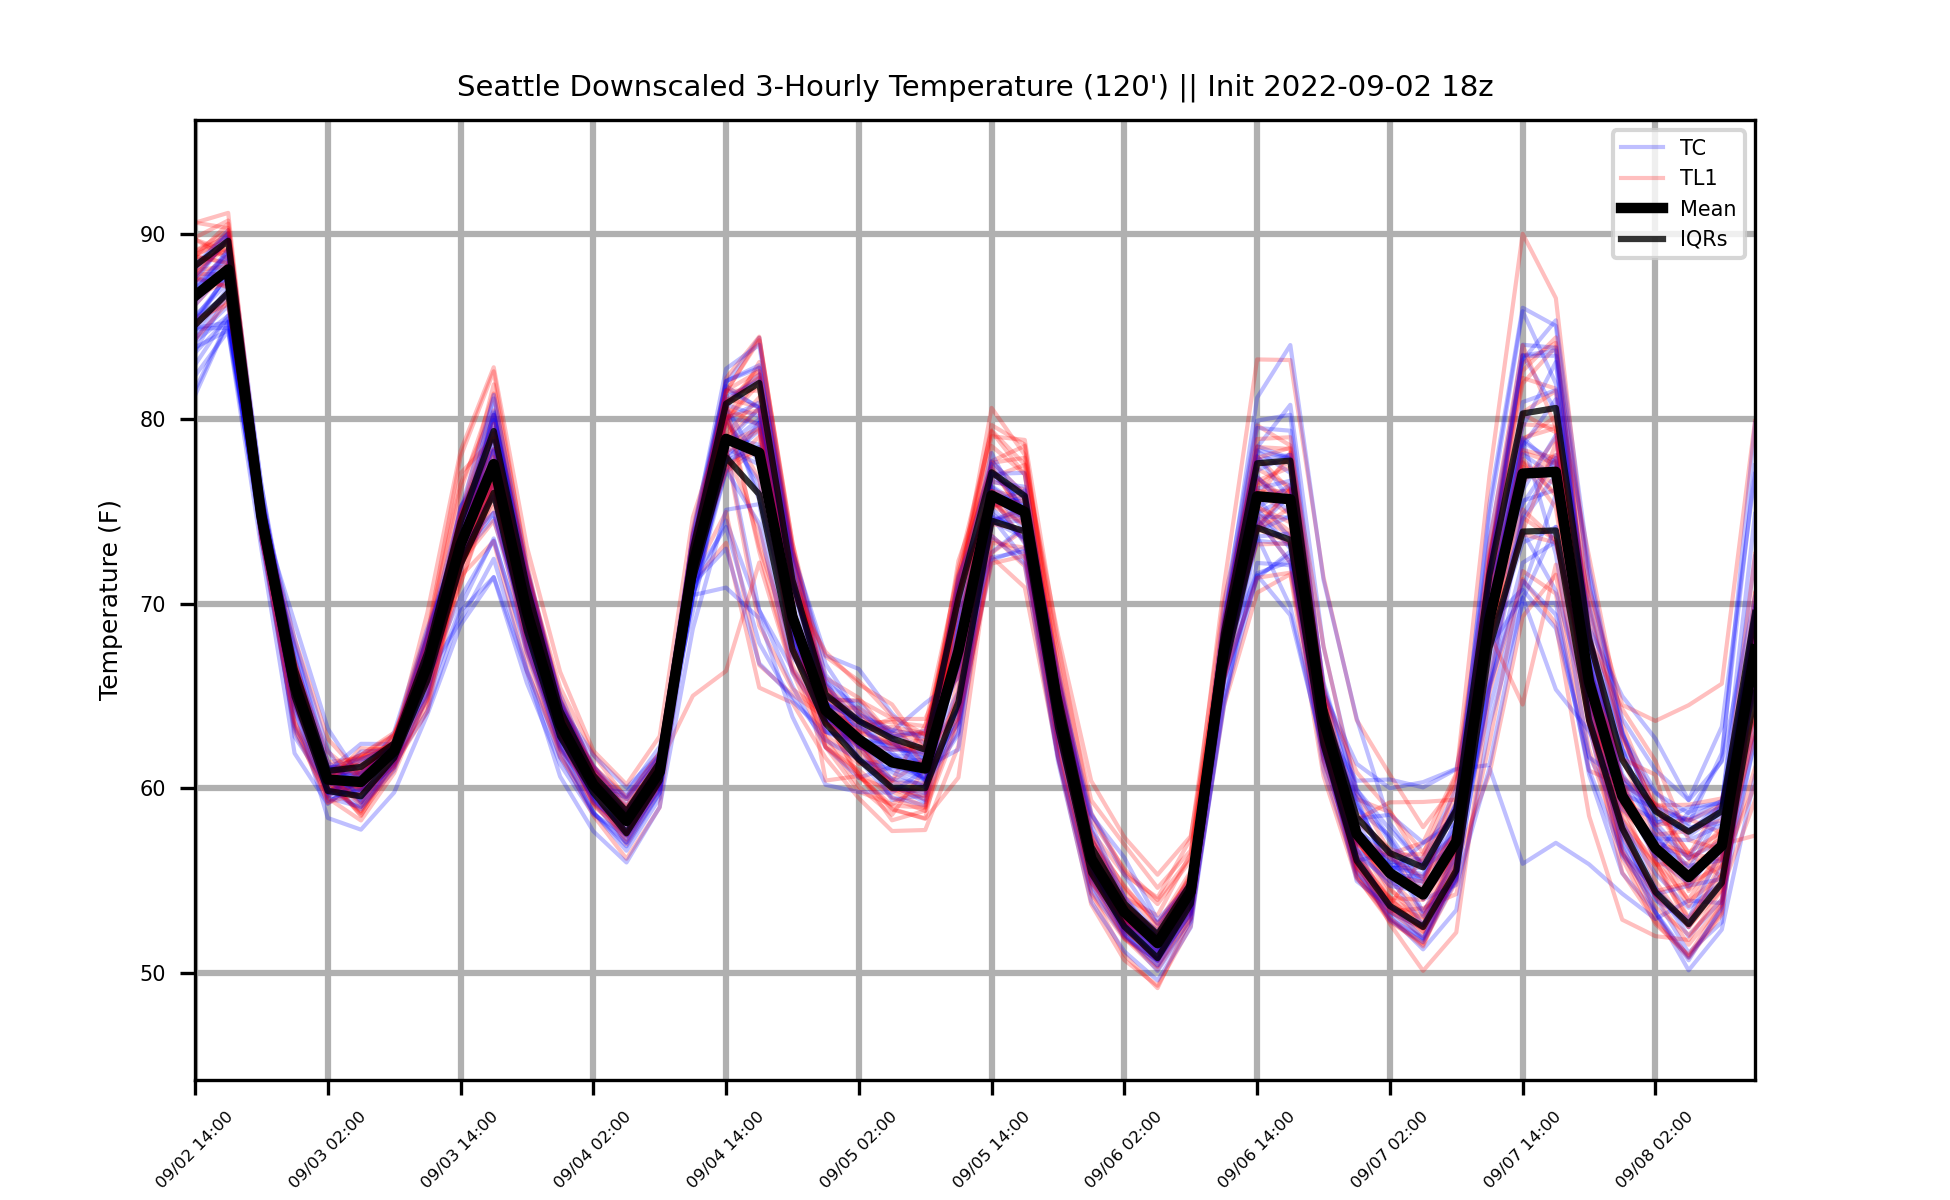 Seattle Downscaled 3-Hourly Temperature (120') || Init 2022-09-02 18z
TC
TL1
Mean
IQRs
Temperature (F)
90
80
70
60
50
09/02 14:00
09/03 02:00
09/03 14:00
09/04 02:00
09/04 14:00
09/05 02:00
09/05 14:00
09/06 02:00
09/06 14:00
09/07 02:00
09/07 14:00
09/08 02:00